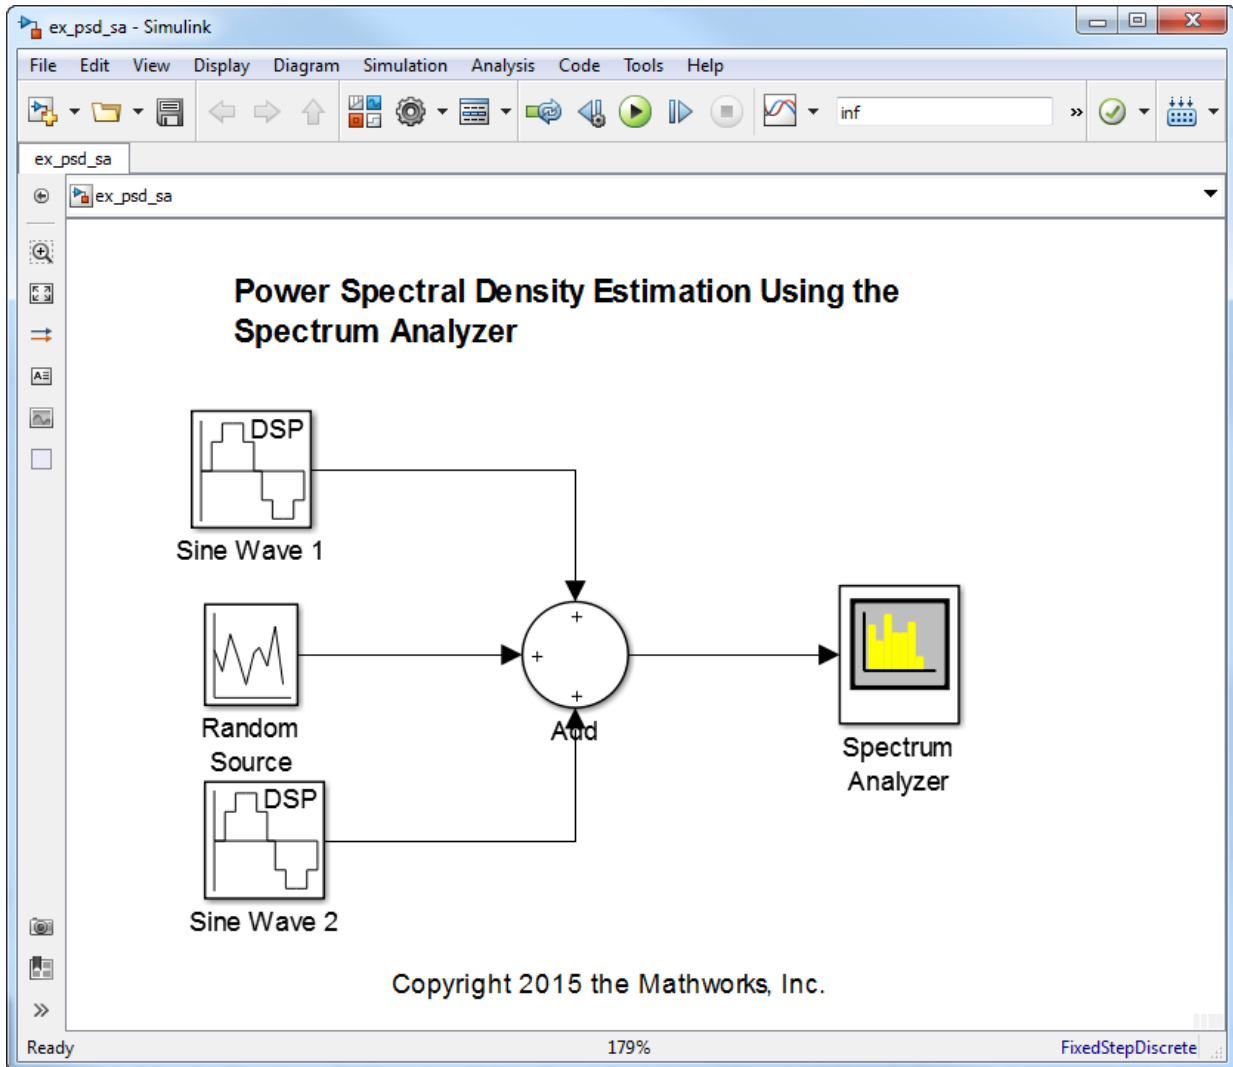 ex_psd_sa - Simulink
File Edit View Display Diagram Simulation Analysis Code Tools Help
inf
ex_psd_sa
ex_psd_sa
Power Spectral Density Estimation Using the
Spectrum Analyzer
DSP
Sine Wave 1
Random
Source
Add
Spectrum
Analyzer
DSP
Sine Wave 2
Copyright 2015 the Mathworks, Inc.
Ready 179% FixedStepDiscrete